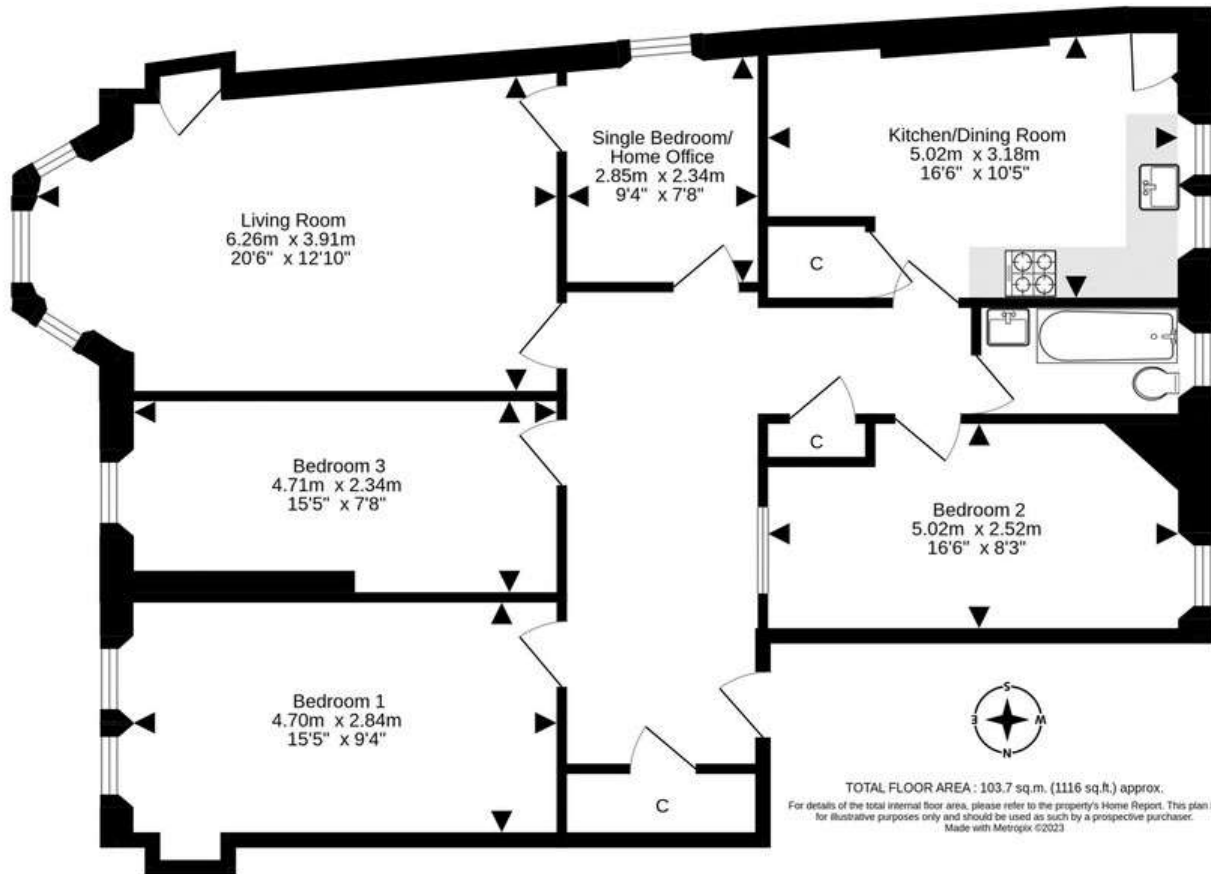 Living Room
6.26m x 3.91m
20'6" x 12'10"
Single Bedroom/
Home Office
2.85m x 2.34m
9'4" x 7'8"
Kitchen/Dining Room
5.02m x 3.18m
16'6" x 10'5"
C
C
Bedroom 3
4.71m x 2.34m
15'5" x 7'8"
Bedroom 2
5.02m x 2.52m
16'6" x 8'3"
Bedroom 1
4.70m x 2.84m
15'5" x 9'4"
C
S
E
W
N
TOTAL FLOOR AREA : 103.7 sq.m. (1116 sq.ft.) approx.
For details of the total internal floor area, please refer to the property's Home Report. This plan
for illustrative purposes only and should be used as such by a prospective purchaser.
Made with Metropix ©2023